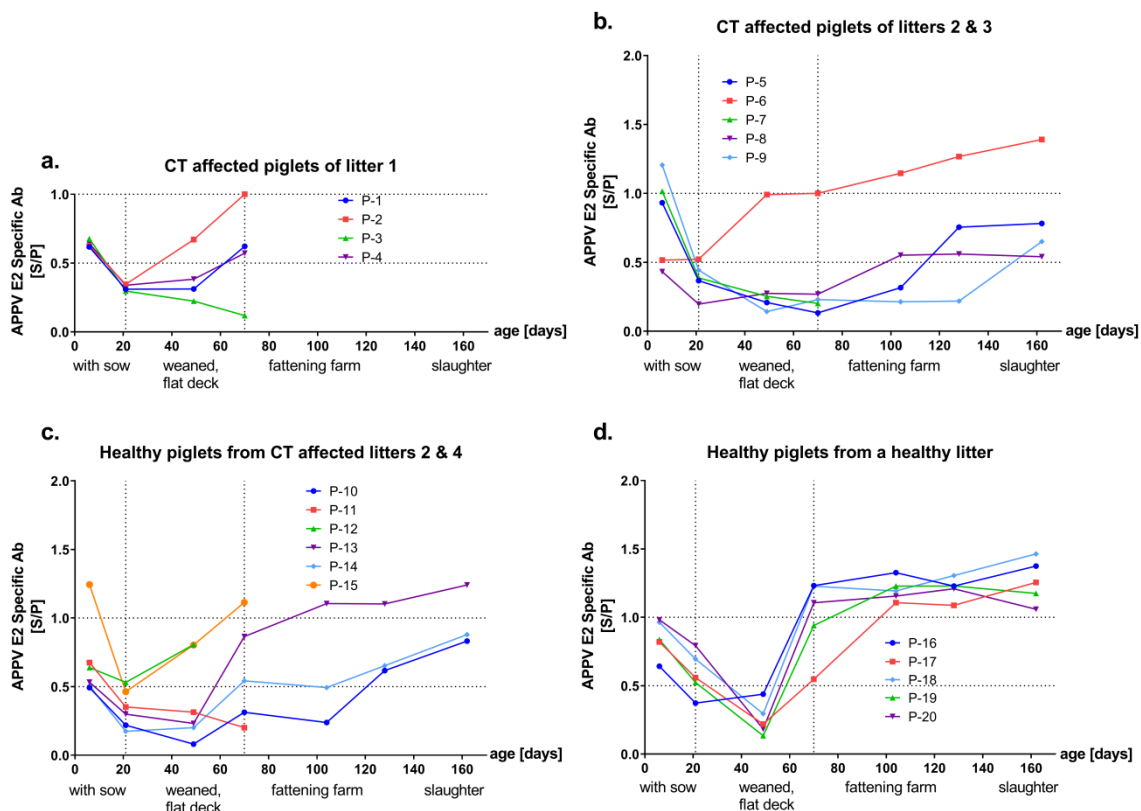 a.
CT affected piglets of litter 1
APPV E2 Specific Ab
[S/P]
1.0
0.5
0.0
P-1
P-2
P-3
P-4
0 20 40 60 80 100 120 140 160
age [days]
with sow weaned, fattening farm slaughter
flat deck
b.
CT affected piglets of litters 2 & 3
APPV E2 Specific Ab
[S/P]
2.0
1.5
1.0
0.5
0.0
P-5
P-6
P-7
P-8
P-9
0 20 40 60 80 100 120 140 160
age [days]
with sow weaned, fattening farm slaughter
flat deck
c.
Healthy piglets from CT affected litters 2 & 4
APPV E2 Specific Ab
[S/P]
2.0
1.5
1.0
0.5
0.0
P-10
P-11
P-12
P-13
P-14
P-15
0 20 40 60 80 100 120 140 160
age [days]
with sow weaned, fattening farm slaughter
flat deck
d.
Healthy piglets from a healthy litter
APPV E2 Specific Ab
[S/P]
2.0
1.5
1.0
0.5
0.0
P-16
P-17
P-18
P-19
P-20
0 20 40 60 80 100 120 140 160
age [days]
with sow weaned, fattening farm slaughter
flat deck